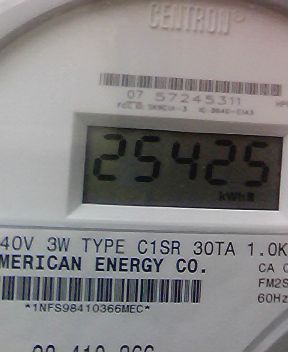 CENTRON®
07 57245311
25425
kWh
40V 3W TYPE C1SR 30TA 1.0K
MERICAN ENERGY CO.
CA
FM2S
60Hz
*1NFS98410366MEC*